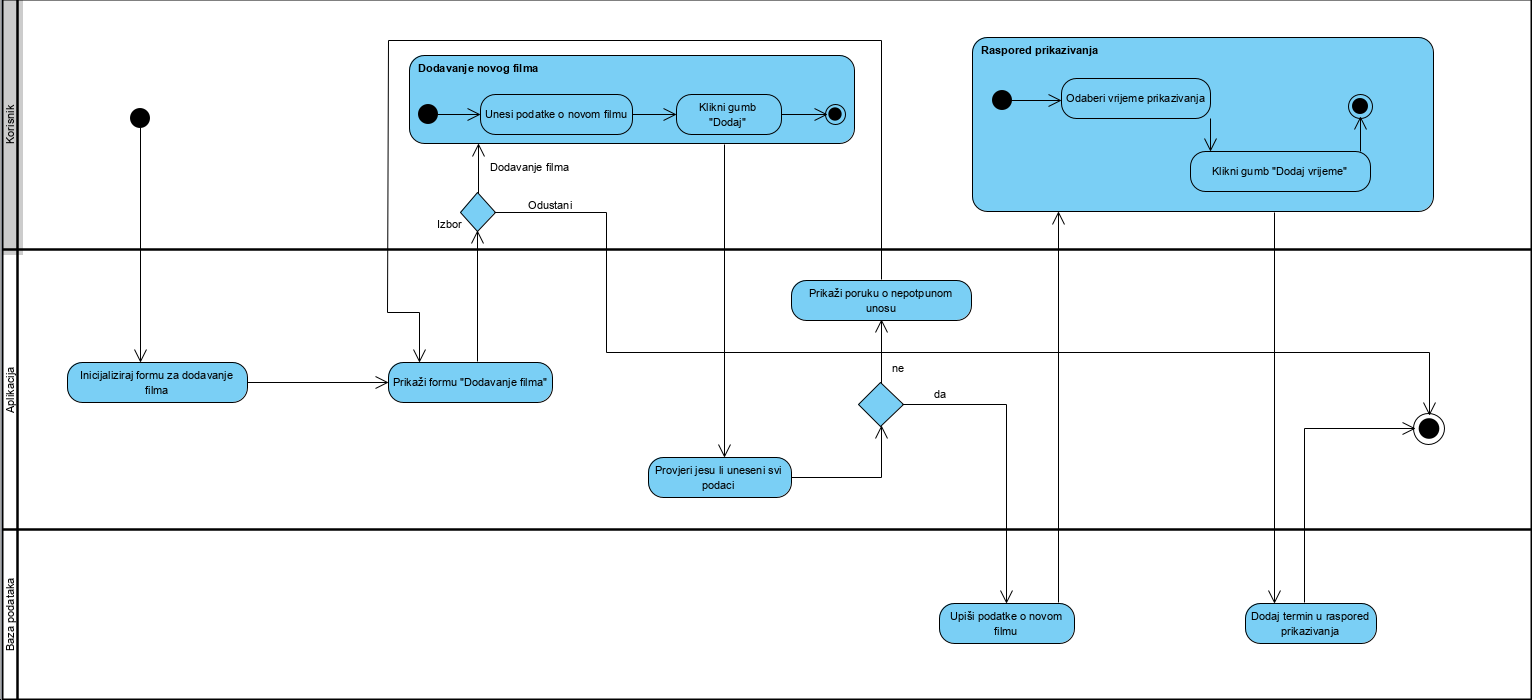 Korisnik
Dodavanje novog filma
Unesi podatke o novom filmu
Klikni gumb
"Dodaj"
Dodavanje filma
Izbor
Odustani
Raspored prikazivanja
Odaberi vrijeme prikazivanja
Klikni gumb "Dodaj vrijeme"
Aplikacija
Inicijaliziraj formu za dodavanje
filma
Prikaži formu "Dodavanje filma"
Prikaži poruku o nepotpunom
unosu
ne
da
Provjeri jesu li uneseni svi
podaci
Baza podataka
Upiši podatke o novom
filmu
Dodaj termin u raspored
prikazivanja